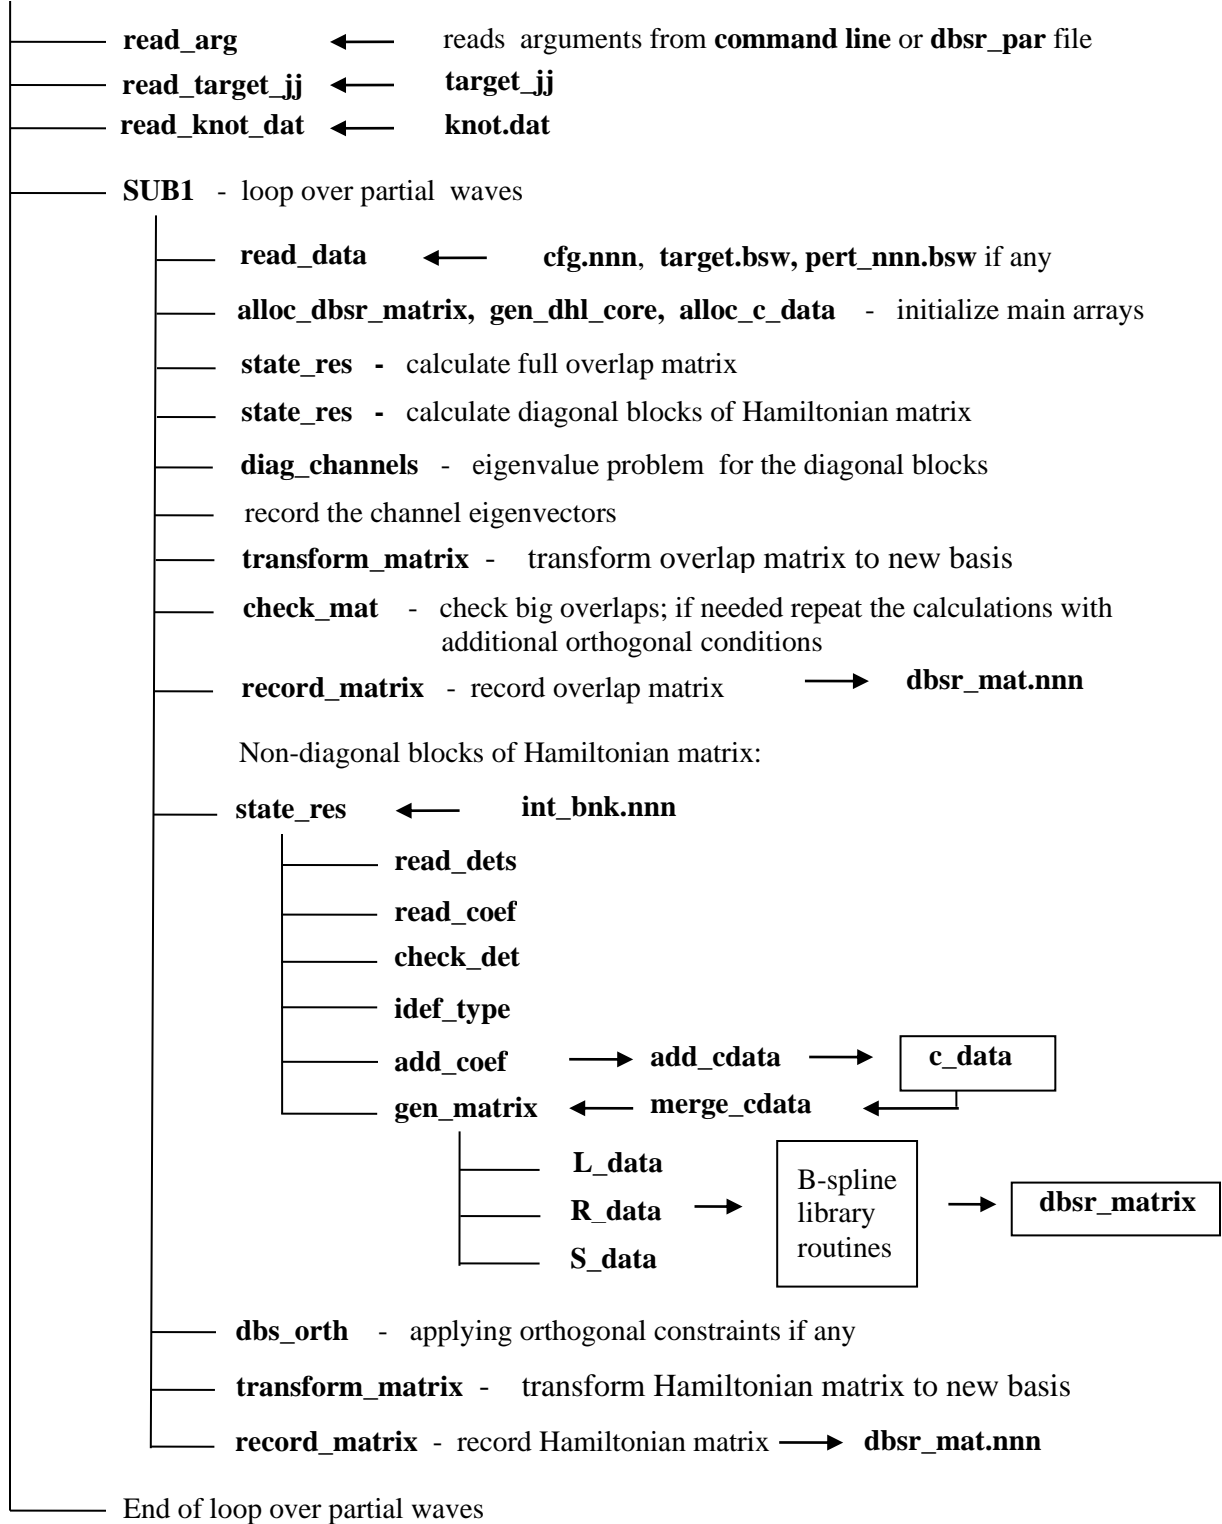 read_arg reads arguments from command line or dbsr_par file
read_target_jj target_jj
read_knot_dat knot.dat
SUB1 - loop over partial waves
read_data cfg.nnn, target.bsw, pert_nnn.bsw if any
alloc_dbsr_matrix, gen_dhl_core, alloc_c_data - initialize main arrays
state_res - calculate full overlap matrix
state_res - calculate diagonal blocks of Hamiltonian matrix
diag_channels - eigenvalue problem for the diagonal blocks
record the channel eigenvectors
transform_matrix - transform overlap matrix to new basis
check_mat - check big overlaps; if needed repeat the calculations with
additional orthogonal conditions
record_matrix - record overlap matrix dbsr_mat.nnn
Non-diagonal blocks of Hamiltonian matrix:
state_res int_bnk.nnn
read_dets
read_coef
check_det
idef_type
add_coef add_cdata c_data
gen_matrix merge_cdata
L_data
R_data
S_data
B-spline
library
routines
dbsr_matrix
dbs_orth - applying orthogonal constraints if any
transform_matrix - transform Hamiltonian matrix to new basis
record_matrix - record Hamiltonian matrix dbsr_mat.nnn
End of loop over partial waves